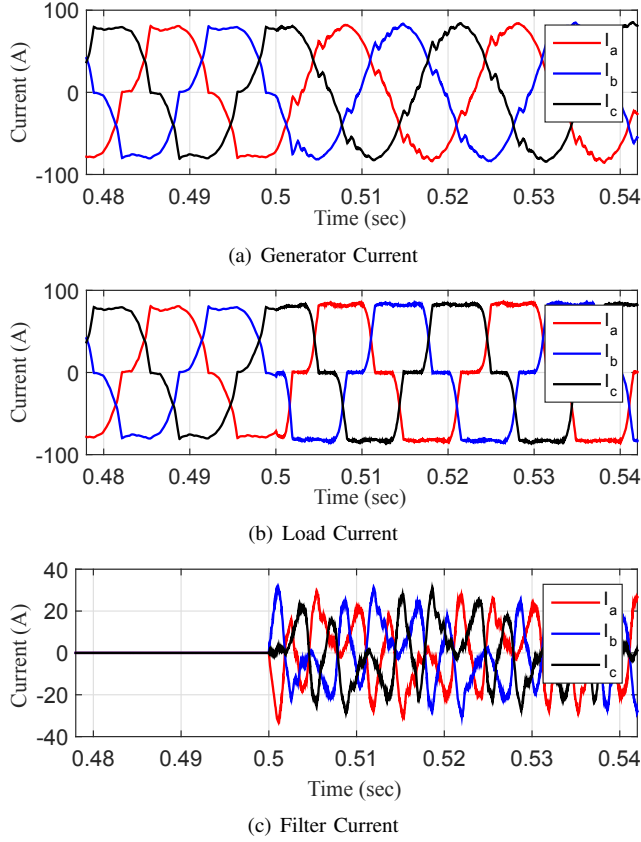 100
0
-100
Current (A)
I_a
I_b
I_c
0.48 0.49 0.5 0.51 0.52 0.53 0.54
Time (sec)
(a) Generator Current
100
0
-100
Current (A)
I_a
I_b
I_c
0.48 0.49 0.5 0.51 0.52 0.53 0.54
Time (sec)
(b) Load Current
40
20
0
-20
-40
Current (A)
I_a
I_b
I_c
0.48 0.49 0.5 0.51 0.52 0.53 0.54
Time (sec)
(c) Filter Current